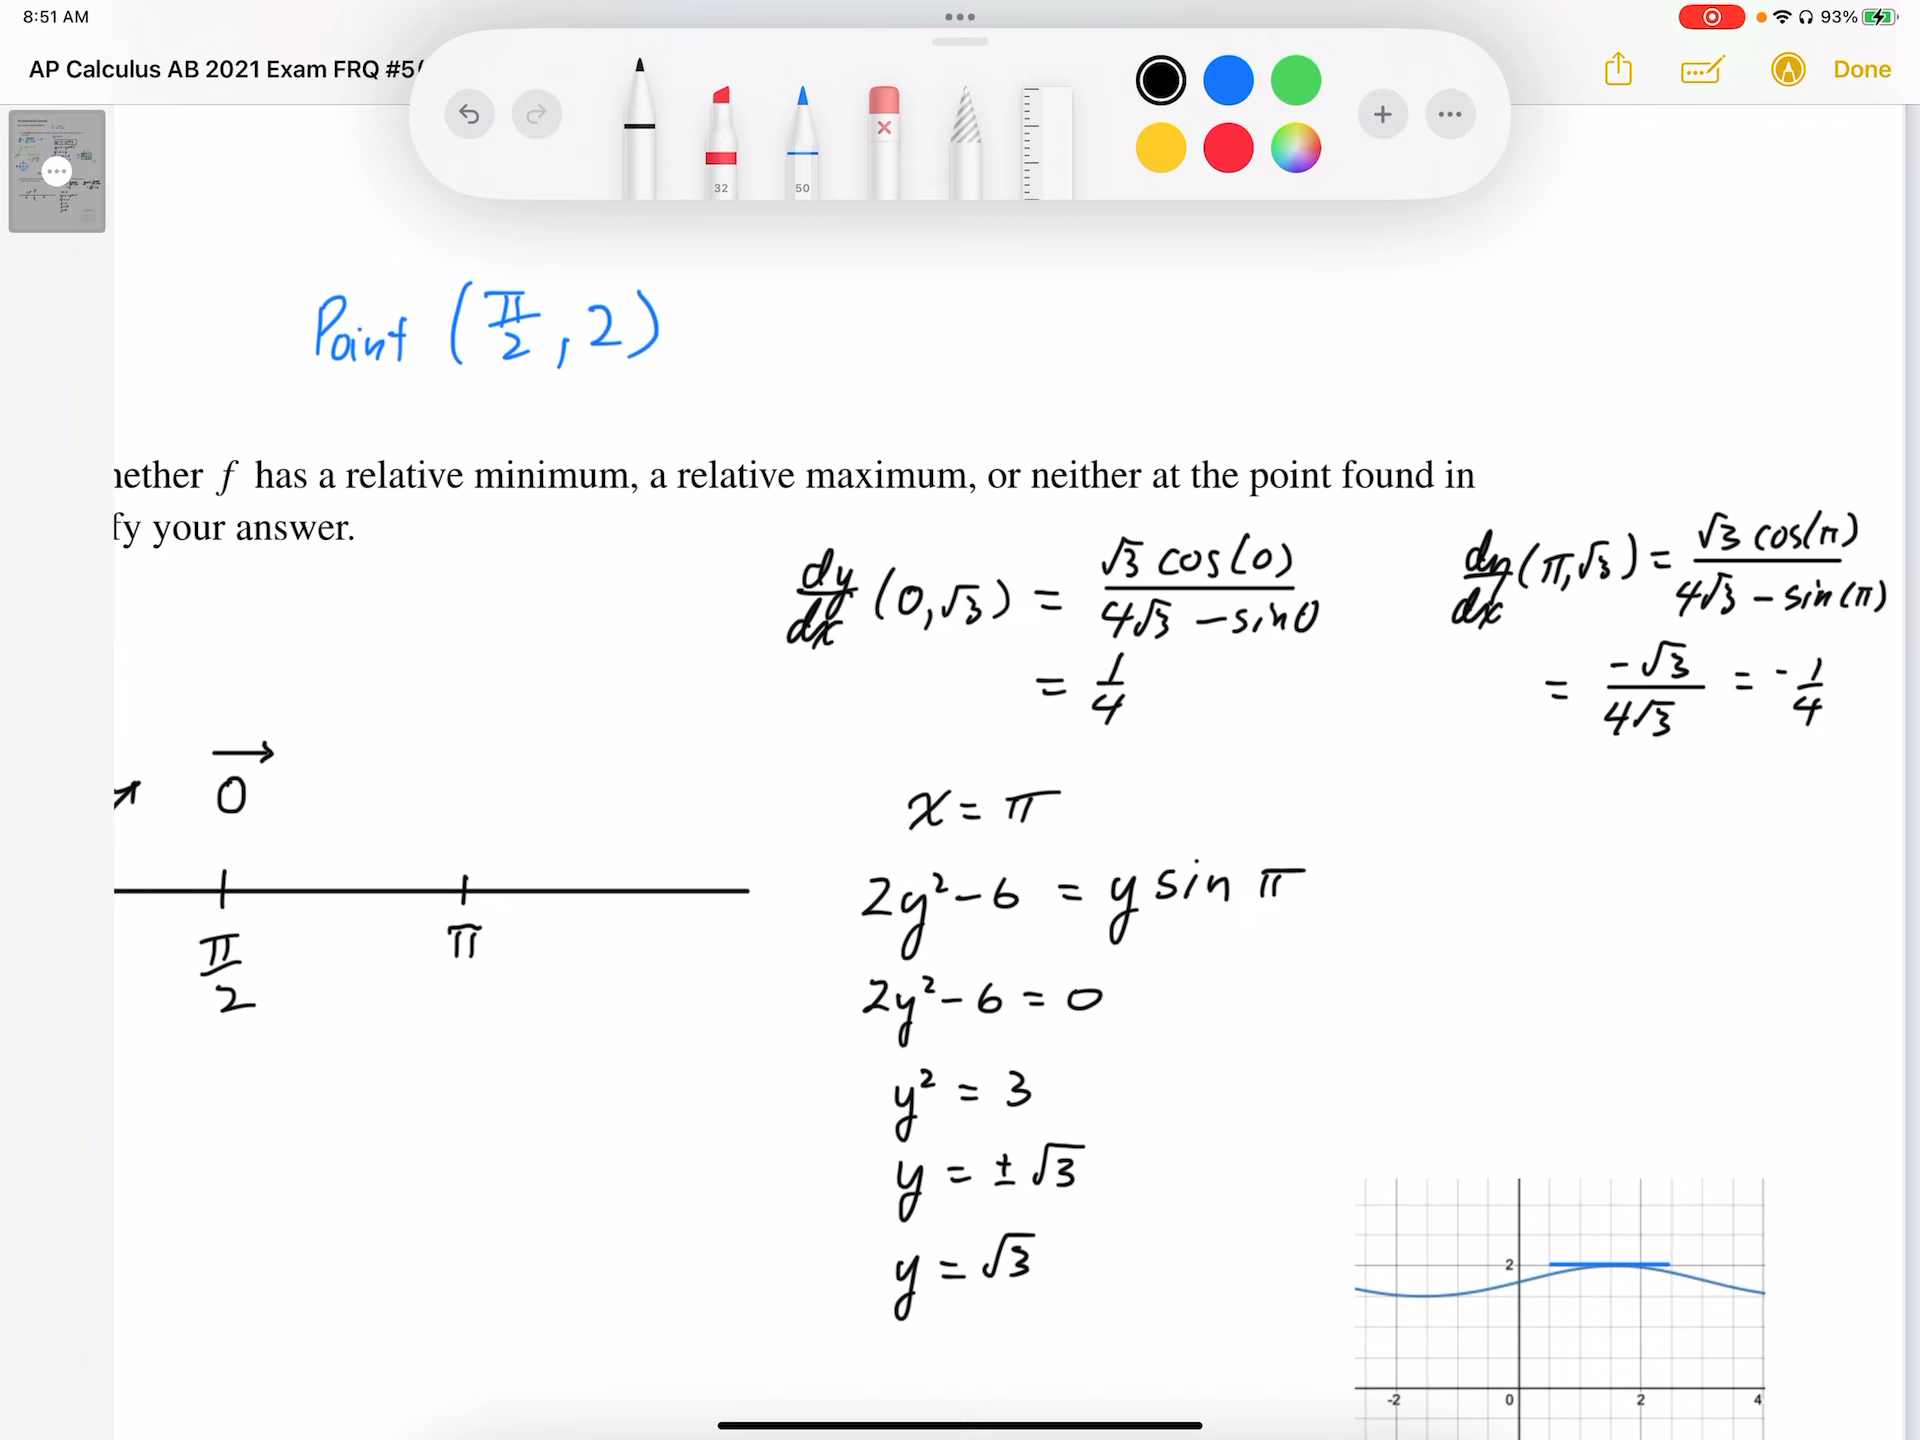 8:51 AM
93%
AP Calculus AB 2021 Exam FRQ #5(
Done
32
50
Point (π/2, 2)
hether f has a relative minimum, a relative maximum, or neither at the point found in
fy your answer.
dy/dx (0, √3) = √3 cos(0) / 4√3 − sin 0
= 1/4
dy/dx (π, √3) = √3 cos(π) / 4√3 − sin(π)
= −√3 / 4√3 = −1/4
0
π/2
π
x = π
2y² − 6 = y sin π
2y² − 6 = 0
y² = 3
y = ± √3
y = √3
2
-2 0 2 4